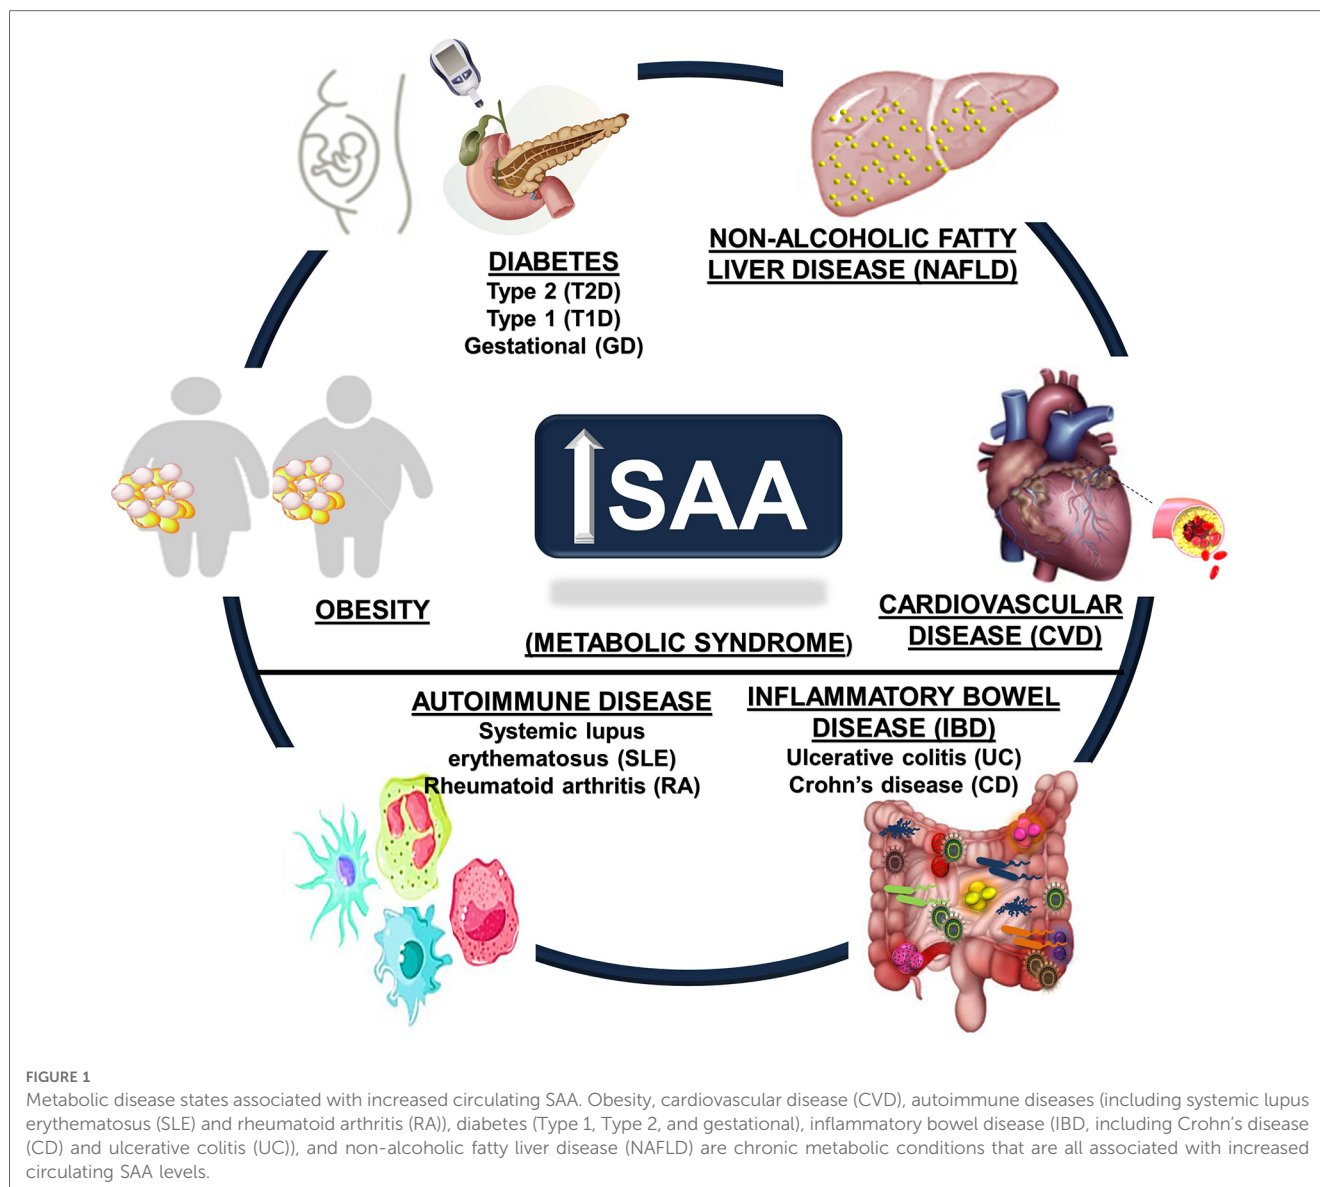 DIABETES
Type 2 (T2D)
Type 1 (T1D)
Gestational (GD)
NON-ALCOHOLIC FATTY
LIVER DISEASE (NAFLD)
SAA
OBESITY
CARDIOVASCULAR
DISEASE (CVD)
(METABOLIC SYNDROME)
AUTOIMMUNE DISEASE
Systemic lupus
erythematosus (SLE)
Rheumatoid arthritis (RA)
INFLAMMATORY BOWEL
DISEASE (IBD)
Ulcerative colitis (UC)
Crohn’s disease (CD)
FIGURE 1
Metabolic disease states associated with increased circulating SAA. Obesity, cardiovascular disease (CVD), autoimmune diseases (including systemic lupus
erythematosus (SLE) and rheumatoid arthritis (RA)), diabetes (Type 1, Type 2, and gestational), inflammatory bowel disease (IBD, including Crohn’s disease
(CD) and ulcerative colitis (UC)), and non-alcoholic fatty liver disease (NAFLD) are chronic metabolic conditions that are all associated with increased
circulating SAA levels.